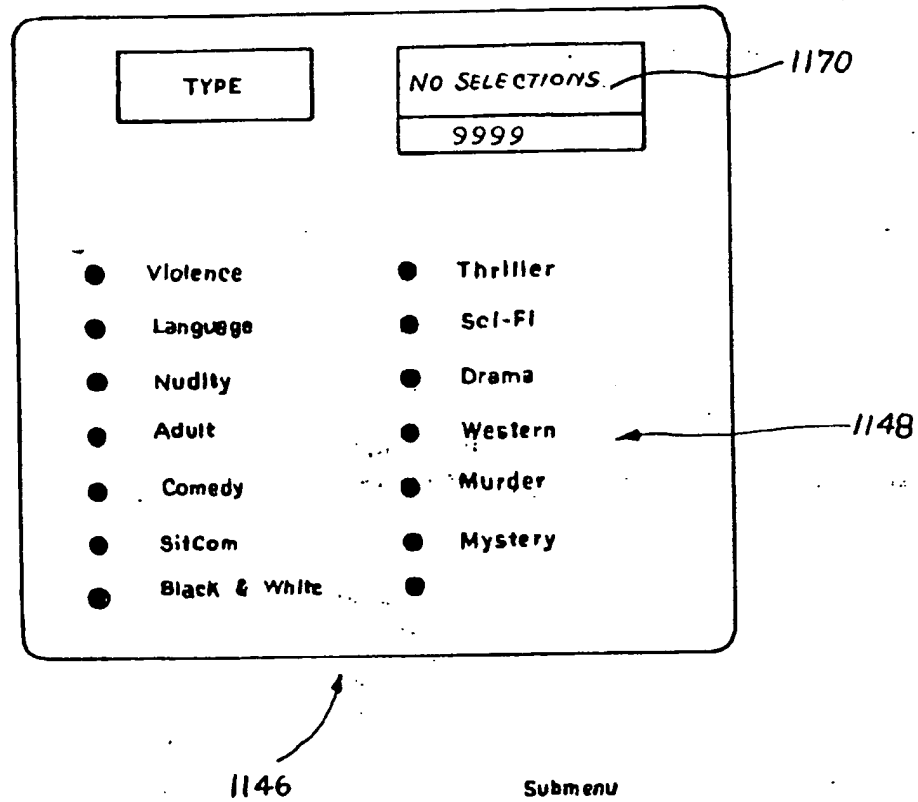 TYPE
NO SELECTIONS.
9999
1170
Violence
Language
Nudity
Adult
Comedy
SitCom
Black & White
Thriller
Sci-Fi
Drama
Western
Murder
Mystery
1148
1146
Submenu